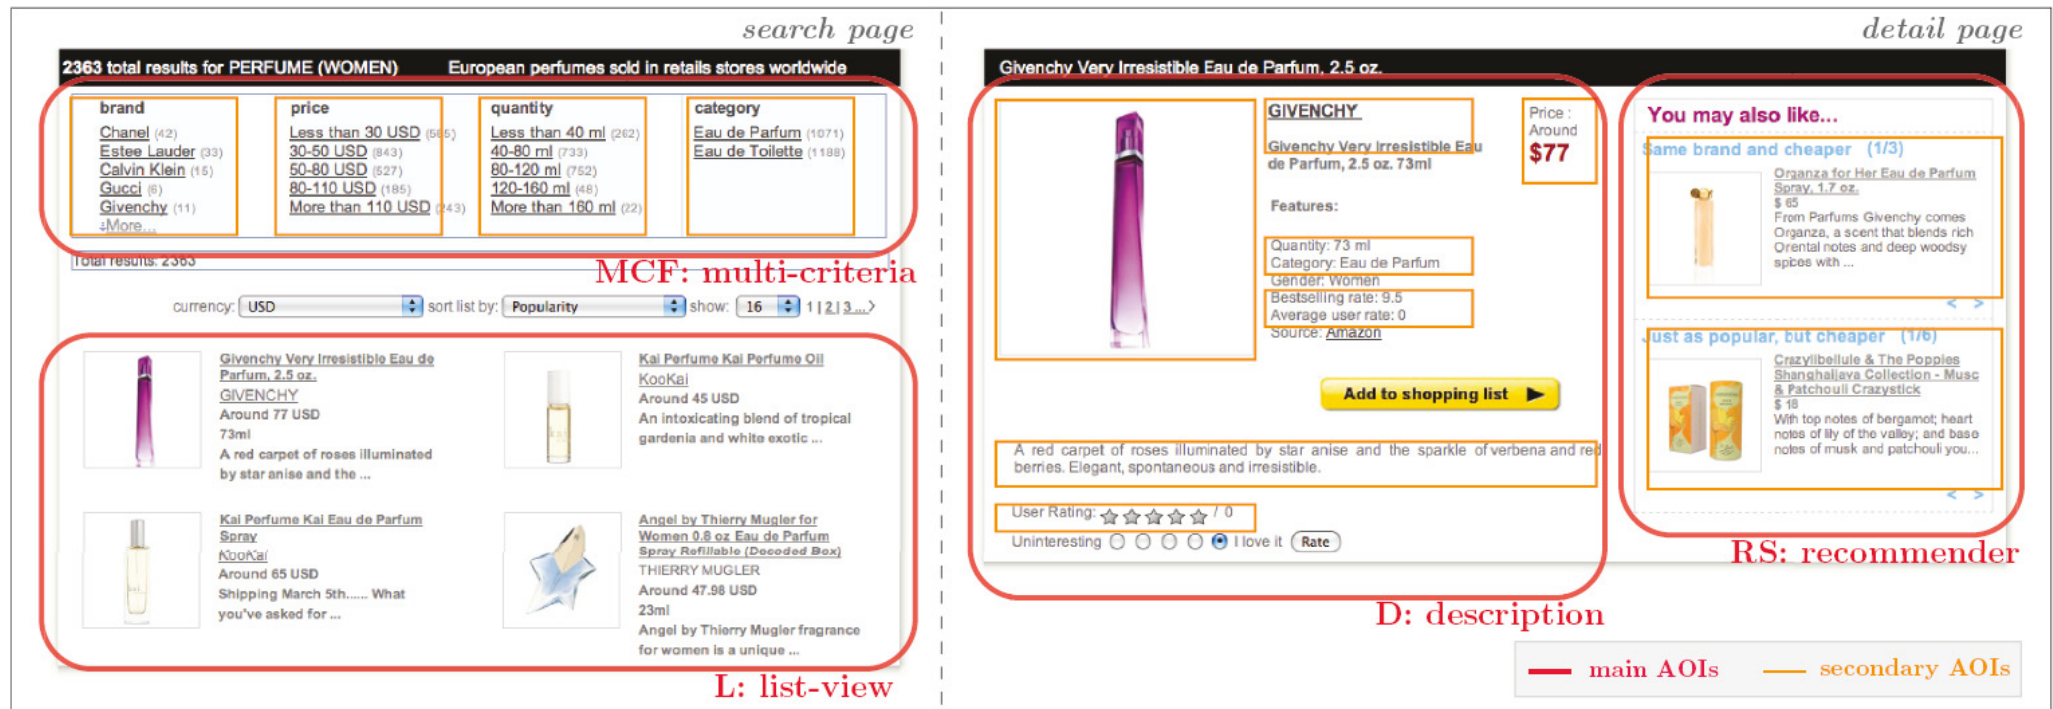 search page
2363 total results for PERFUME (WOMEN) European perfumes sold in retails stores worldwide
brand
Chanel (42)
Estee Lauder (33)
Calvin Klein (15)
Gucci (6)
Givenchy (11)
+More...
price
Less than 30 USD (565)
30-50 USD (843)
50-80 USD (527)
80-110 USD (185)
More than 110 USD (243)
quantity
Less than 40 ml (262)
40-80 ml (733)
80-120 ml (752)
120-160 ml (48)
More than 160 ml (22)
category
Eau de Parfum (1071)
Eau de Toilette (1188)
Total results: 2363
MCF: multi-criteria
currency: USD sort list by: Popularity show: 16 1 | 2 | 3 ... >
Givenchy Very Irresistible Eau de
Parfum, 2.5 oz.
GIVENCHY
Around 77 USD
73ml
A red carpet of roses illuminated
by star anise and the ...
Kai Perfume Kai Perfume Oil
KooKai
Around 45 USD
An intoxicating blend of tropical
gardenia and white exotic ...
Kai Perfume Kai Eau de Parfum
Spray
KooKai
Around 65 USD
Shipping March 5th...... What
you've asked for ...
Angel by Thierry Mugler for
Women 0.8 oz Eau de Parfum
Spray Refillable (Decoded Box)
THIERRY MUGLER
Around 47.98 USD
23ml
Angel by Thierry Mugler fragrance
for women is a unique ...
L: list-view
detail page
Givenchy Very Irresistible Eau de Parfum, 2.5 oz.
GIVENCHY
Givenchy Very Irresistible Eau
de Parfum, 2.5 oz. 73ml
Price :
Around
$77
Features:
Quantity: 73 ml
Category: Eau de Parfum
Gender: Women
Bestselling rate: 9.5
Average user rate: 0
Source: Amazon
Add to shopping list
A red carpet of roses illuminated by star anise and the sparkle of verbena and red
berries. Elegant, spontaneous and irresistible.
User Rating: / 0
Uninteresting I love it Rate
D: description
You may also like...
Same brand and cheaper (1/3)
Organza for Her Eau de Parfum
Spray, 1.7 oz.
$ 65
From Parfums Givenchy comes
Organza, a scent that blends rich
Orental notes and deep woodsy
spices with ...
< >
Just as popular, but cheaper (1/6)
Crazylibellule & The Poppies
Shanghaijava Collection - Musc
& Patchouli Crazystick
$ 18
With top notes of bergamot; heart
notes of lily of the valley; and base
notes of musk and patchouli you...
< >
RS: recommender
main AOIs
secondary AOIs